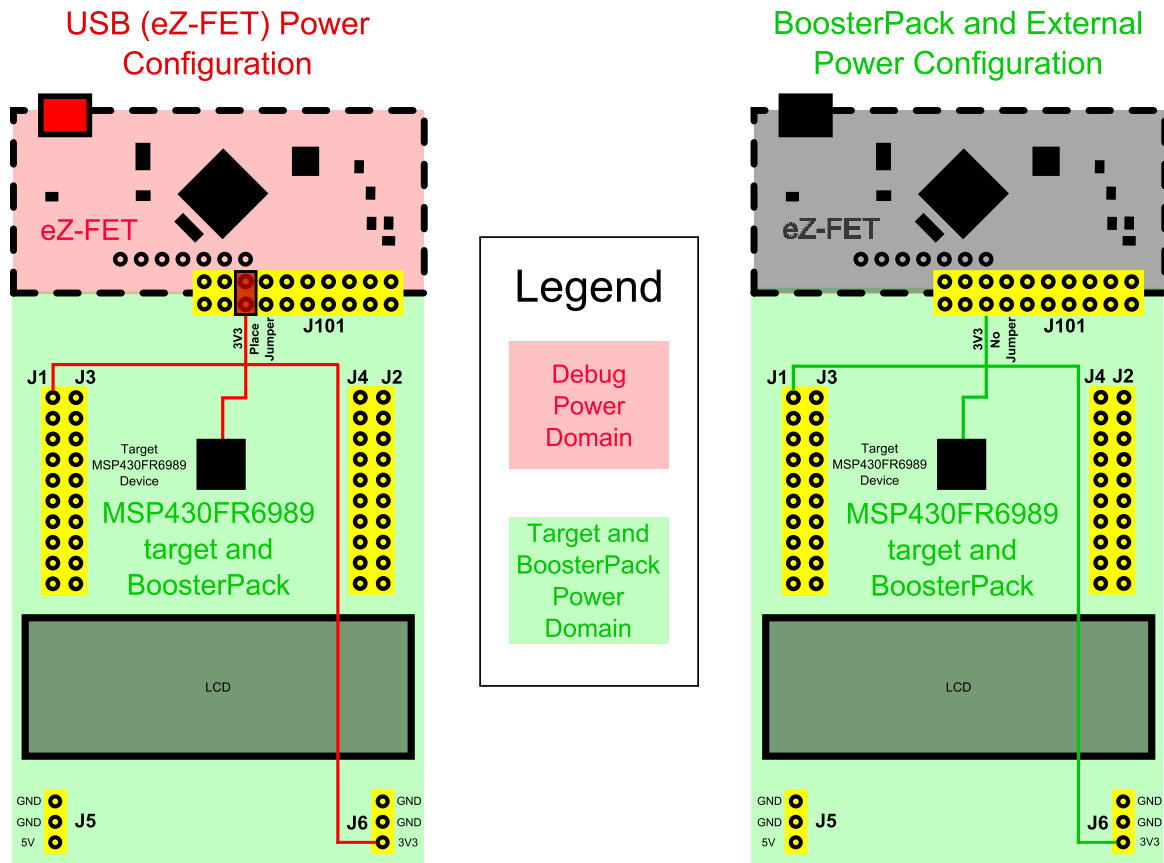 USB (eZ-FET) Power
Configuration
eZ-FET
3V3
Place
Jumper
J101
J1
J3
J4
J2
Target
MSP430FR6989
Device
MSP430FR6989
target and
BoosterPack
LCD
GND
GND
5V
J5
J6
GND
GND
3V3
Legend
Debug
Power
Domain
Target and
BoosterPack
Power
Domain
BoosterPack and External
Power Configuration
eZ-FET
3V3
No
Jumper
J101
J1
J3
J4
J2
Target
MSP430FR6989
Device
MSP430FR6989
target and
BoosterPack
LCD
GND
GND
5V
J5
J6
GND
GND
3V3